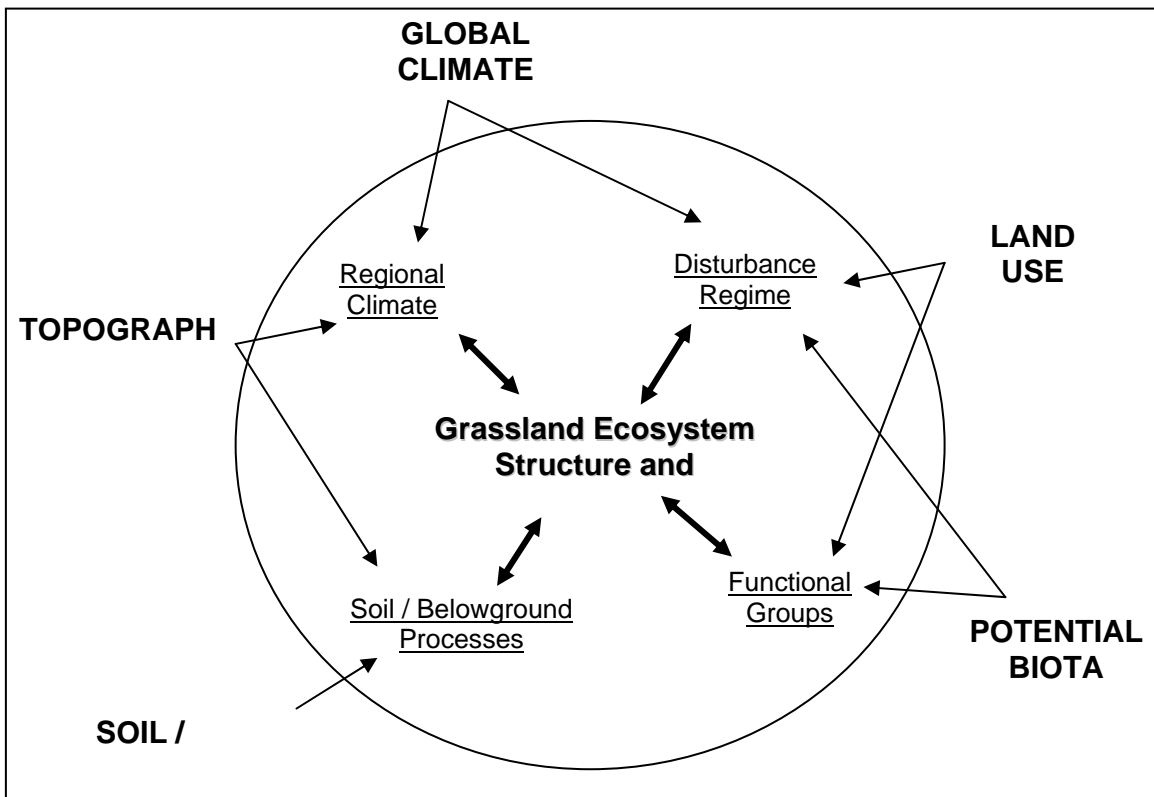 GLOBAL
CLIMATE
LAND
USE
Regional
Climate
Disturbance
Regime
TOPOGRAPH
Grassland Ecosystem
Structure and
Soil / Belowground
Processes
Functional
Groups
POTENTIAL
BIOTA
SOIL /